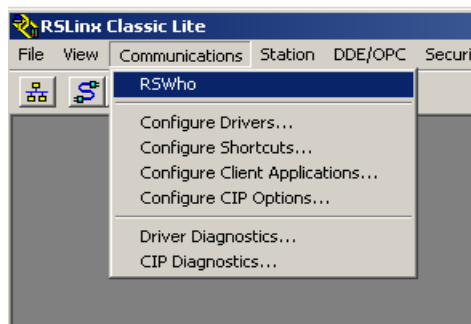 RSLinx Classic Lite
File View Communications Station DDE/OPC Securi
RSWho
Configure Drivers...
Configure Shortcuts...
Configure Client Applications...
Configure CIP Options...
Driver Diagnostics...
CIP Diagnostics...